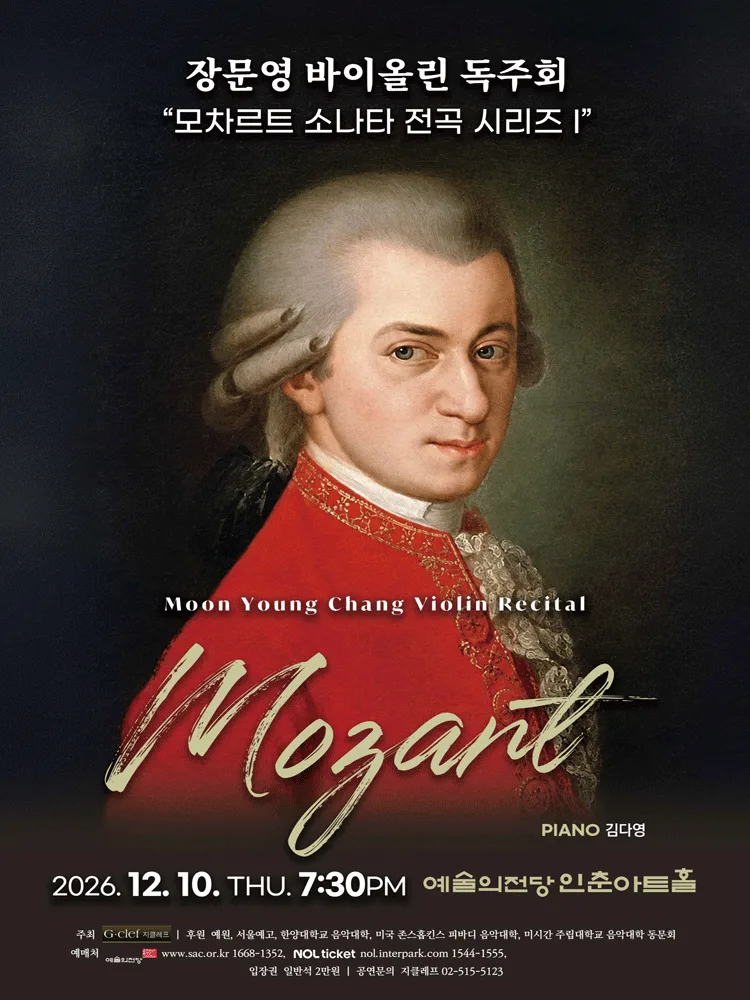 장문영 바이올린 독주회
“모차르트 소나타 전곡 시리즈 I”
Moon Young Chang Violin Recital
Mozart
PIANO 김다영
2026. 12. 10. THU. 7:30PM 예술의전당 인춘아트홀
주최 G·clef 지클레프 | 후원 예원, 서울예고, 한양대학교 음악대학, 미국 존스홉킨스 피바디 음악대학, 미시간 주립대학교 음악대학 동문회
예매처 예술의전당 www.sac.or.kr 1668-1352, NOL ticket nol.interpark.com 1544-1555,
입장권 일반석 2만원 | 공연문의 지클레프 02-515-5123